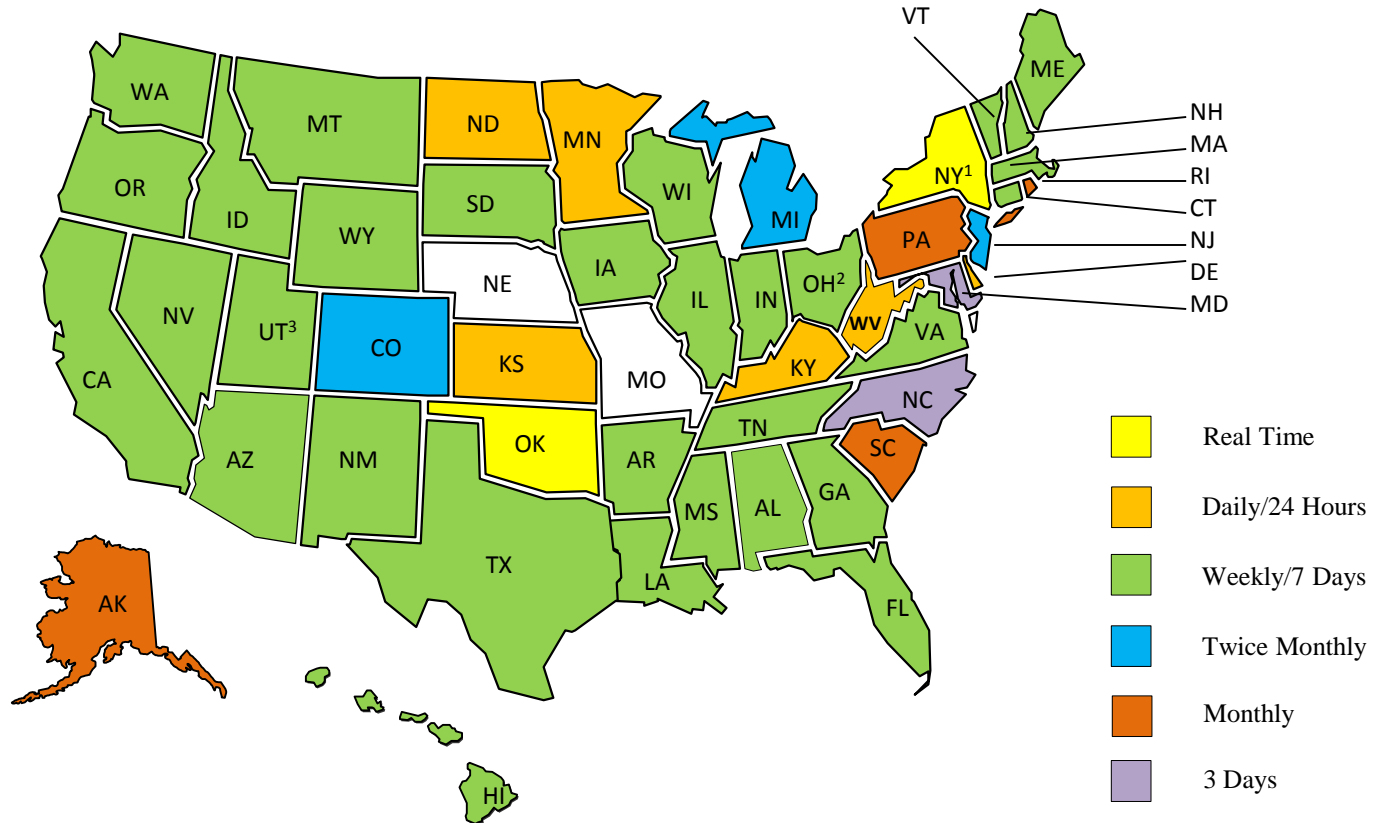 VT
ME
WA
MT
ND
MN
NH
MA
OR
ID
SD
WI
NY1
RI
WY
MI
CT
PA
NJ
IA
NE
DE
OH2
IL
IN
MD
NV
UT3
CO
WV
VA
KS
MO
KY
CA
NC
TN
OK
SC
Real Time
AZ
NM
AR
GA
MS
AL
Daily/24 Hours
TX
LA
Weekly/7 Days
AK
FL
Twice Monthly
Monthly
3 Days
HI